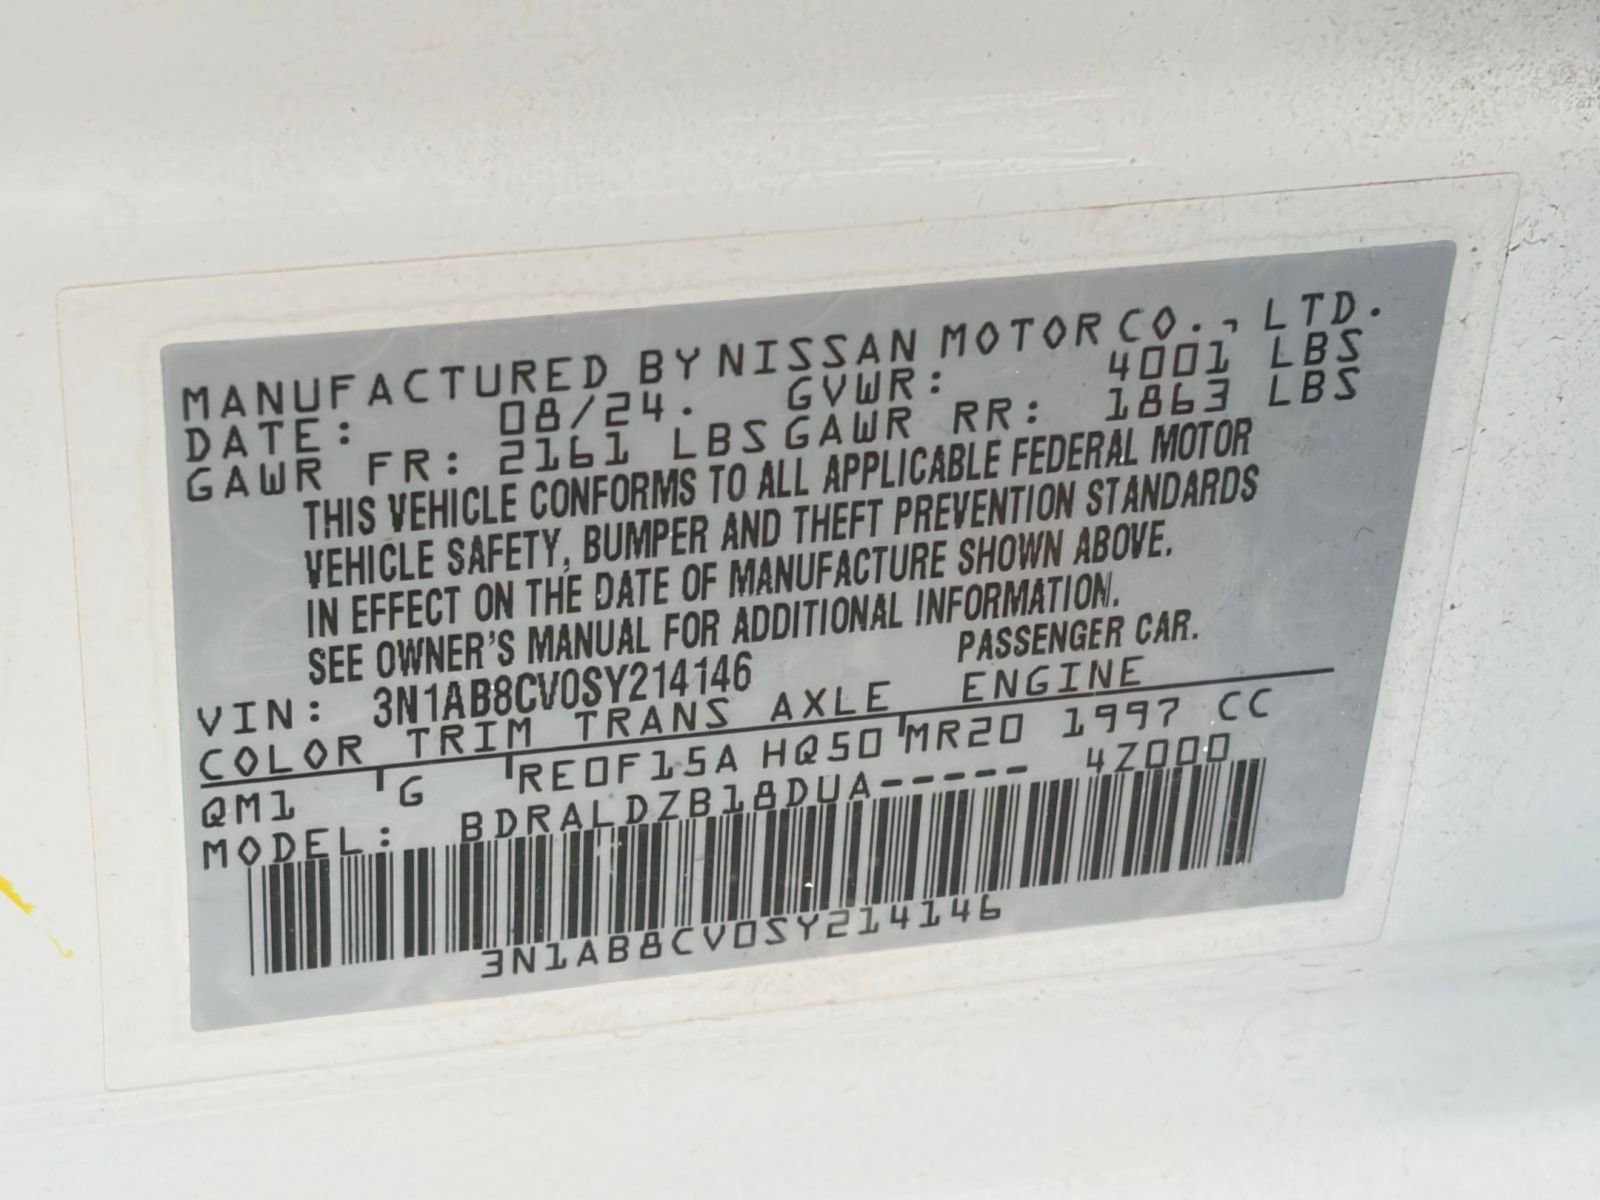 MANUFACTURED BY NISSAN MOTOR CO., LTD.
DATE: 08/24. GVWR: 4001 LBS
GAWR FR: 2161 LBS GAWR RR: 1863 LBS
THIS VEHICLE CONFORMS TO ALL APPLICABLE FEDERAL MOTOR
VEHICLE SAFETY, BUMPER AND THEFT PREVENTION STANDARDS
IN EFFECT ON THE DATE OF MANUFACTURE SHOWN ABOVE.
SEE OWNER'S MANUAL FOR ADDITIONAL INFORMATION.
VIN: 3N1AB8CV0SY214146 PASSENGER CAR.
COLOR TRIM TRANS AXLE ENGINE
QM1 G RE0F15A HQ50 MR20 1997 CC
MODEL: BDRALDZB18DUA----- 4Z000
3N1AB8CV0SY214146